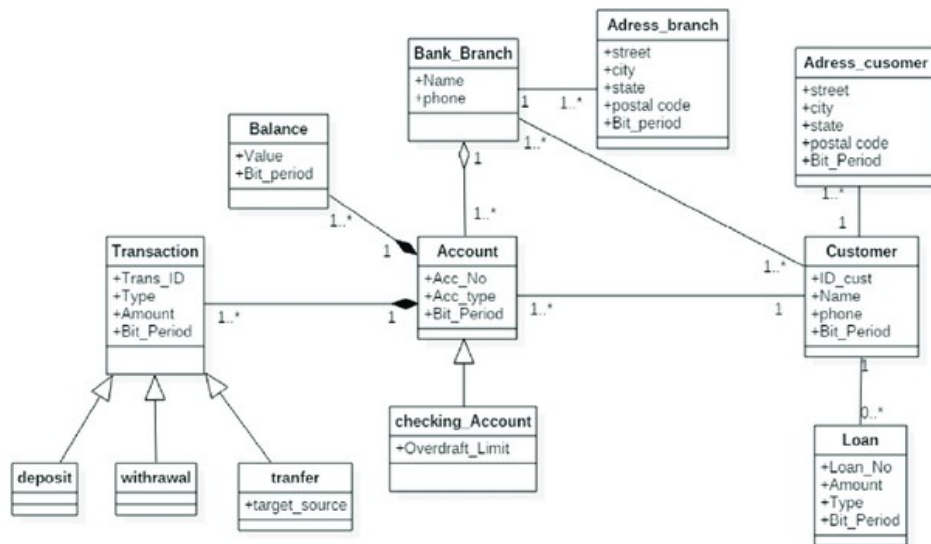 Adress_branch
+street
+city
+state
+postal code
+Bit_period
Bank_Branch
+Name
+phone
1
1..*
1..*
1
1..*
Adress_cusomer
+street
+city
+state
+postal code
+Bit_Period
1..*
1
Balance
+Value
+Bit_period
1..*
1
Transaction
+Trans_ID
+Type
+Amount
+Bit_Period
1..*
1
Account
+Acc_No
+Acc_type
+Bit_Period
1..*
1
1..*
Customer
+ID_cust
+Name
+phone
+Bit_Period
1
0..*
checking_Account
+Overdraft_Limit
Loan
+Loan_No
+Amount
+Type
+Bit_Period
deposit
withrawal
tranfer
+target_source